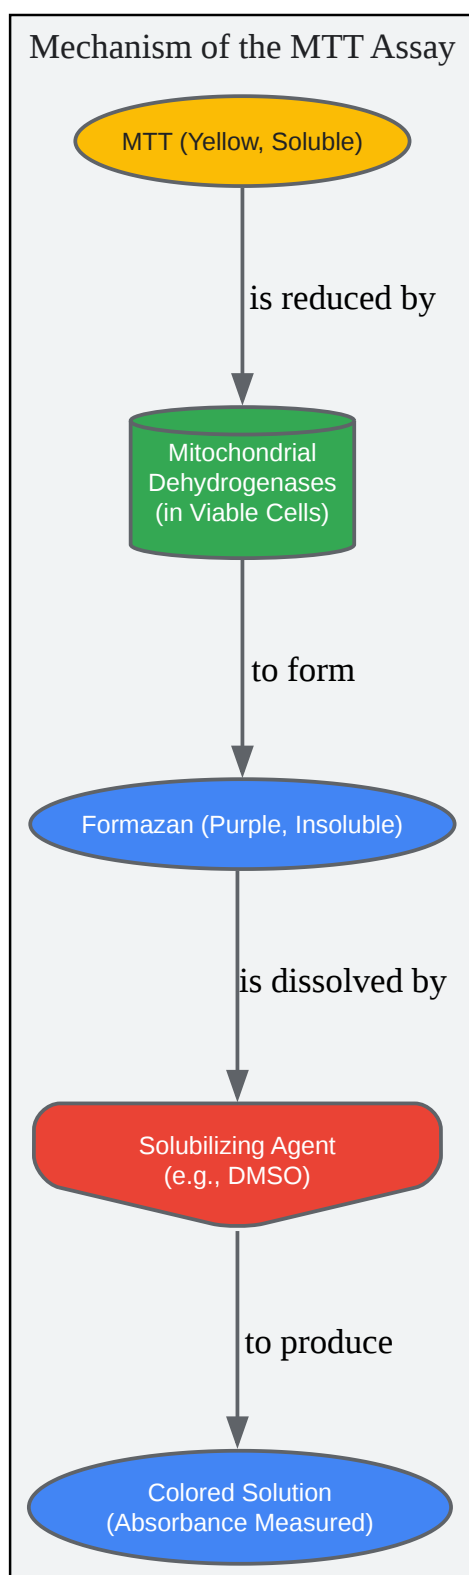 Mechanism of the MTT Assay
MTT (Yellow, Soluble)
is reduced by
Mitochondrial
Dehydrogenases
(in Viable Cells)
to form
Formazan (Purple, Insoluble)
is dissolved by
Solubilizing Agent
(e.g., DMSO)
to produce
Colored Solution
(Absorbance Measured)